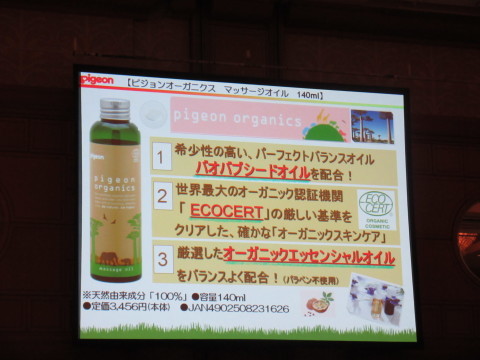 pigeon
【ピジョンオーガニクス マッサージオイル 140ml】
pigeon organics
1
希少性の高い、パーフェクトバランスオイル
バオバブシードオイルを配合!
2
世界最大のオーガニック認証機関
「 ECOCERT」の厳しい基準を
クリアした、確かな「オーガニックスキンケア」
ECO
CERT
ORGANIC
COSMETIC
3
厳選したオーガニックエッセンシャルオイル
をバランスよく配合!(パラベン不使用)
pigeon
organics
massage oil
※天然由来成分「100%」●容量140ml
●定価3,456円(本体) ●JAN4902508231626